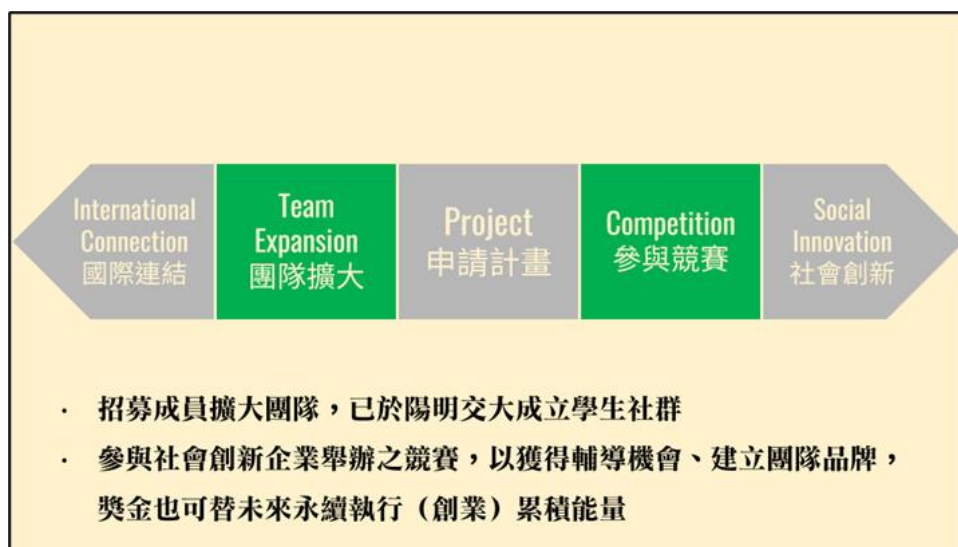 International
Connection
國際連結
Team
Expansion
團隊擴大
Project
申請計畫
Competition
參與競賽
Social
Innovation
社會創新
· 招募成員擴大團隊，已於陽明交大成立學生社群
· 參與社會創新企業舉辦之競賽，以獲得輔導機會、建立團隊品牌，
獎金也可替未來永續執行（創業）累積能量